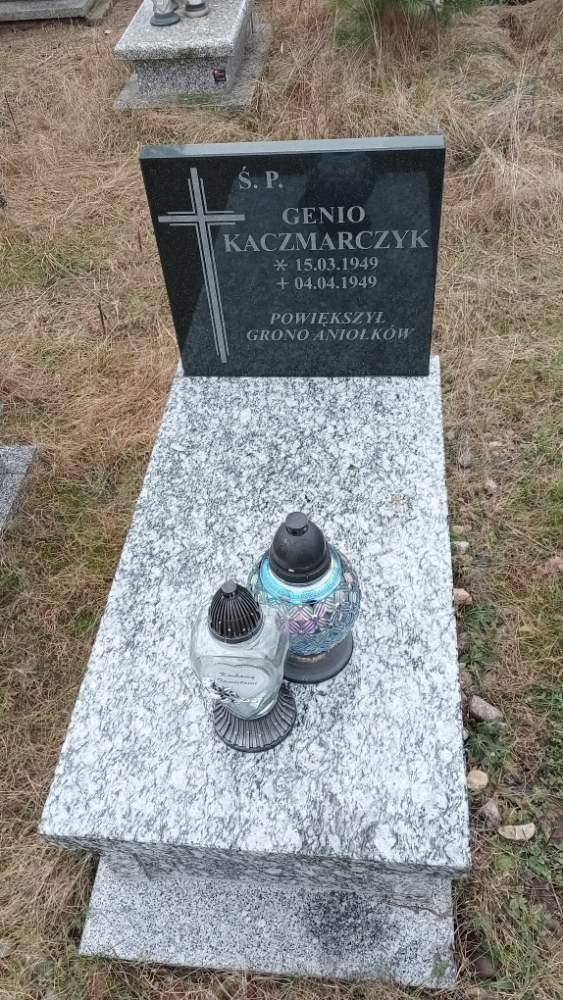 Ś. P.
GENIO
KACZMARCZYK
* 15.03.1949
+ 04.04.1949
POWIĘKSZYŁ
GRONO ANIOŁKÓW